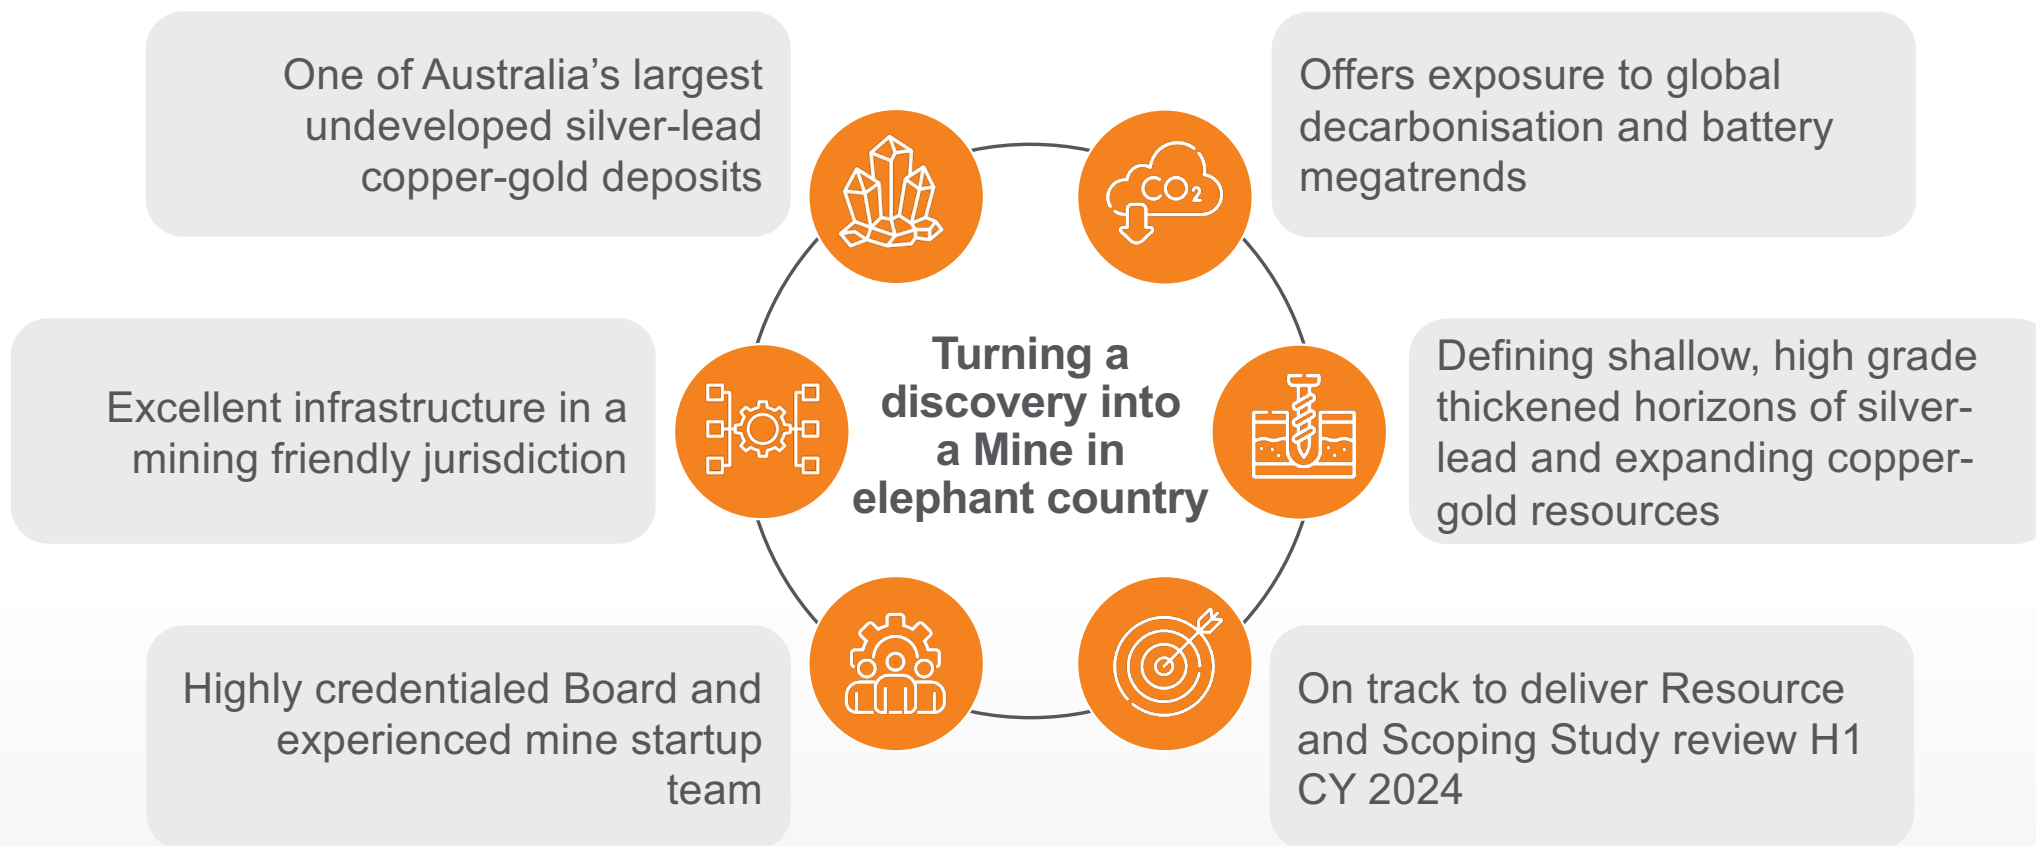 One of Australia’s largest
undeveloped silver-lead
copper-gold deposits
Offers exposure to global
decarbonisation and battery
megatrends
CO2
Excellent infrastructure in a
mining friendly jurisdiction
Turning a
discovery into
a Mine in
elephant country
Defining shallow, high grade
thickened horizons of silver-
lead and expanding copper-
gold resources
Highly credentialed Board and
experienced mine startup
team
On track to deliver Resource
and Scoping Study review H1
CY 2024